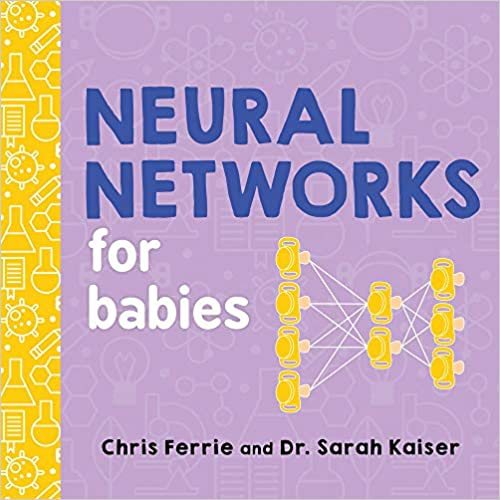 NEURAL
NETWORKS
for
babies
Chris Ferrie and Dr. Sarah Kaiser